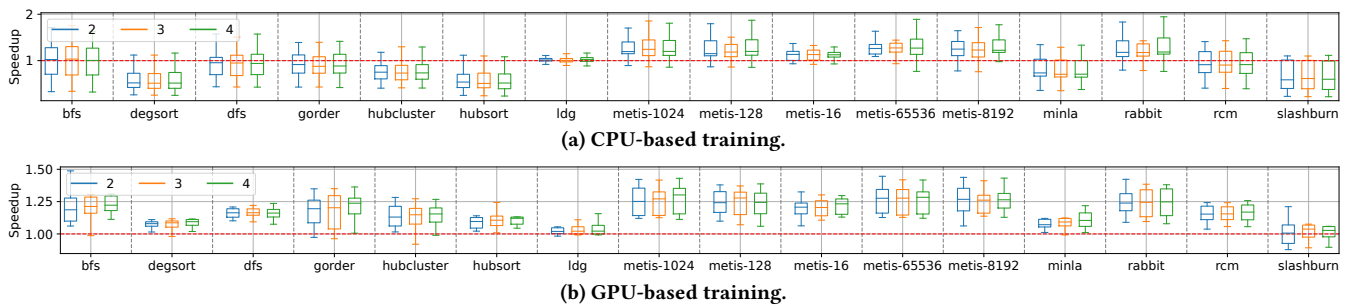 2
Speedup
1
2 3 4
bfs degsort dfs gorder hubcluster hubsort ldg metis-1024 metis-128 metis-16 metis-65536 metis-8192 minla rabbit rcm slashburn
(a) CPU-based training.
1.50
Speedup
1.25
1.00
2 3 4
bfs degsort dfs gorder hubcluster hubsort ldg metis-1024 metis-128 metis-16 metis-65536 metis-8192 minla rabbit rcm slashburn
(b) GPU-based training.